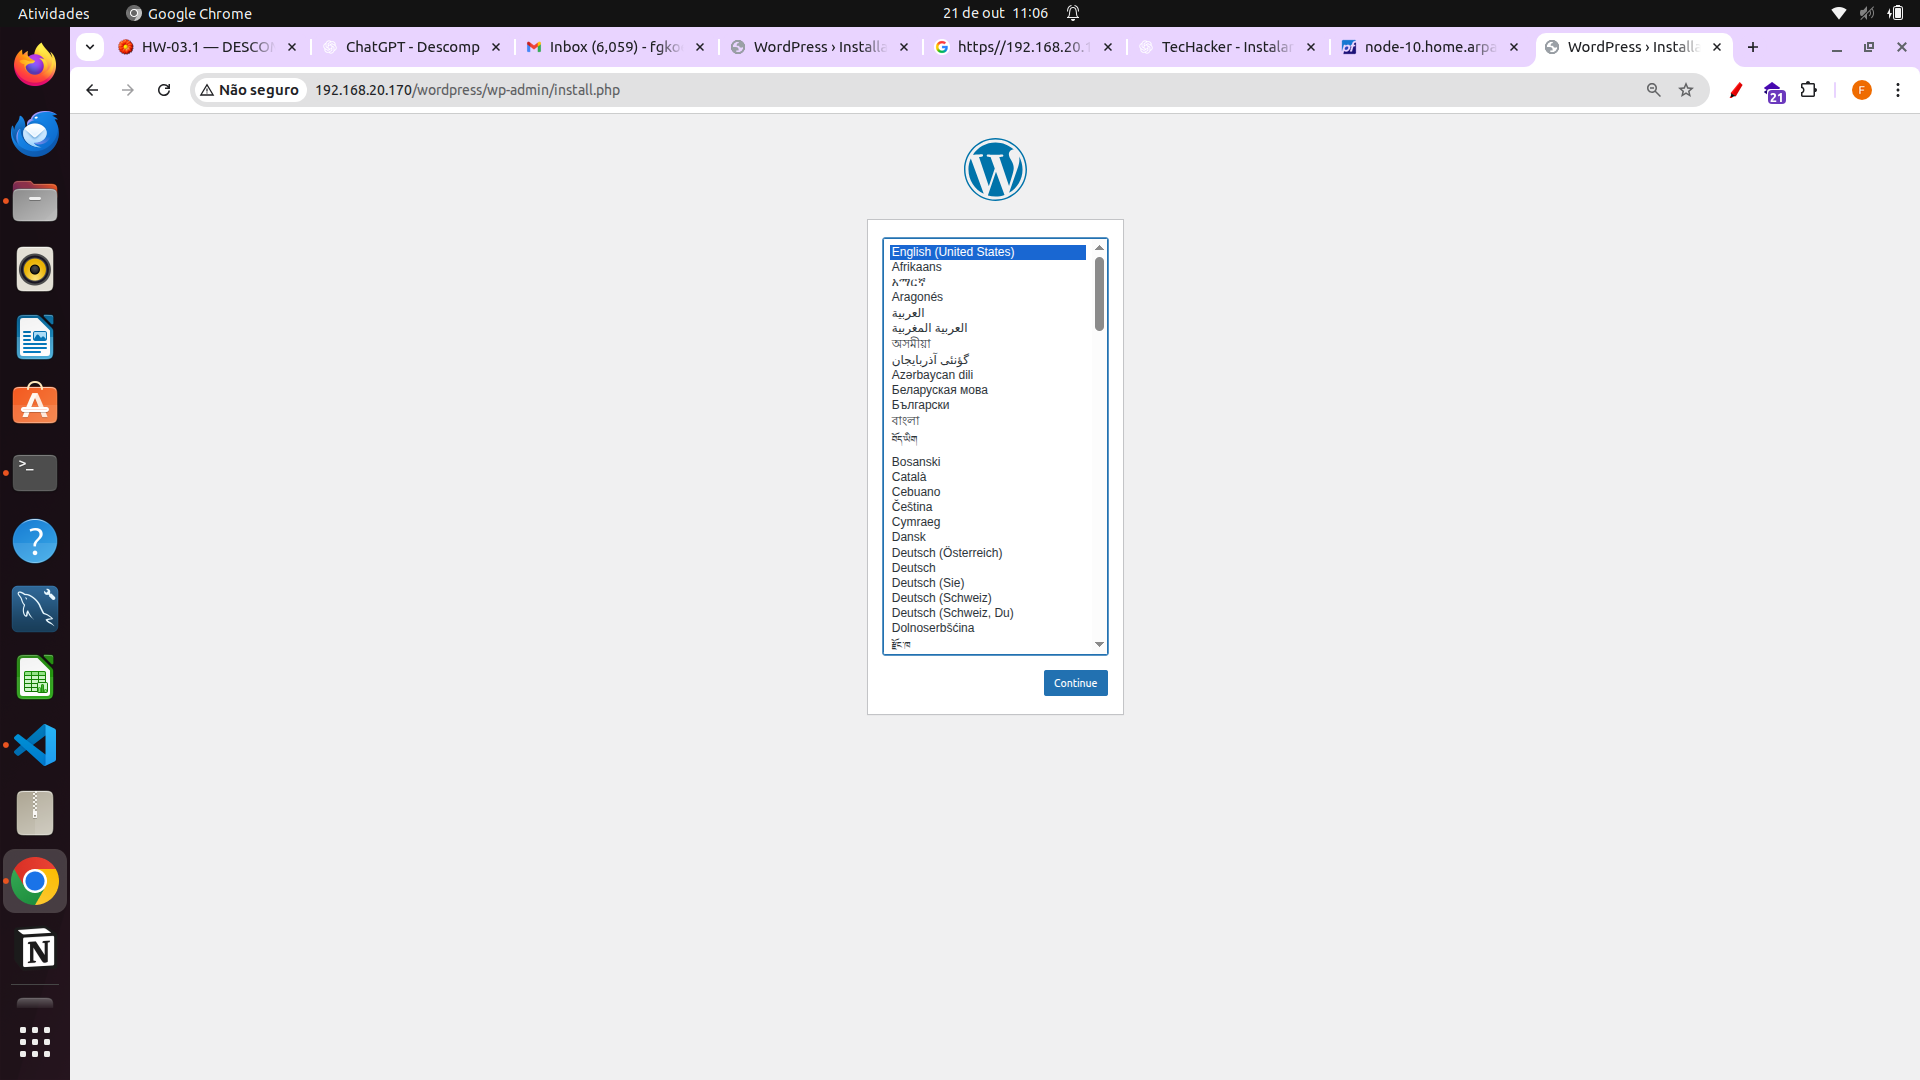 Atividades
Google Chrome
21 de out 11:06
HW-03.1 — DESCO
ChatGPT - Descomp
Inbox (6,059) - fgko
WordPress › Installa
https//192.168.20.1
TecHacker - Instalar
node-10.home.arpa
WordPress › Installa
Não seguro
192.168.20.170/wordpress/wp-admin/install.php
21
F
English (United States)
Afrikaans
አማርኛ
Aragonés
العربية
العربية المغربية
অসমীয়া
گؤنئی آذربایجان
Azərbaycan dili
Беларуская мова
Български
বাংলা
བོད་ཡིག
Bosanski
Català
Cebuano
Čeština
Cymraeg
Dansk
Deutsch (Österreich)
Deutsch
Deutsch (Sie)
Deutsch (Schweiz)
Deutsch (Schweiz, Du)
Dolnoserbšćina
རྫོང་ཁ
Continue